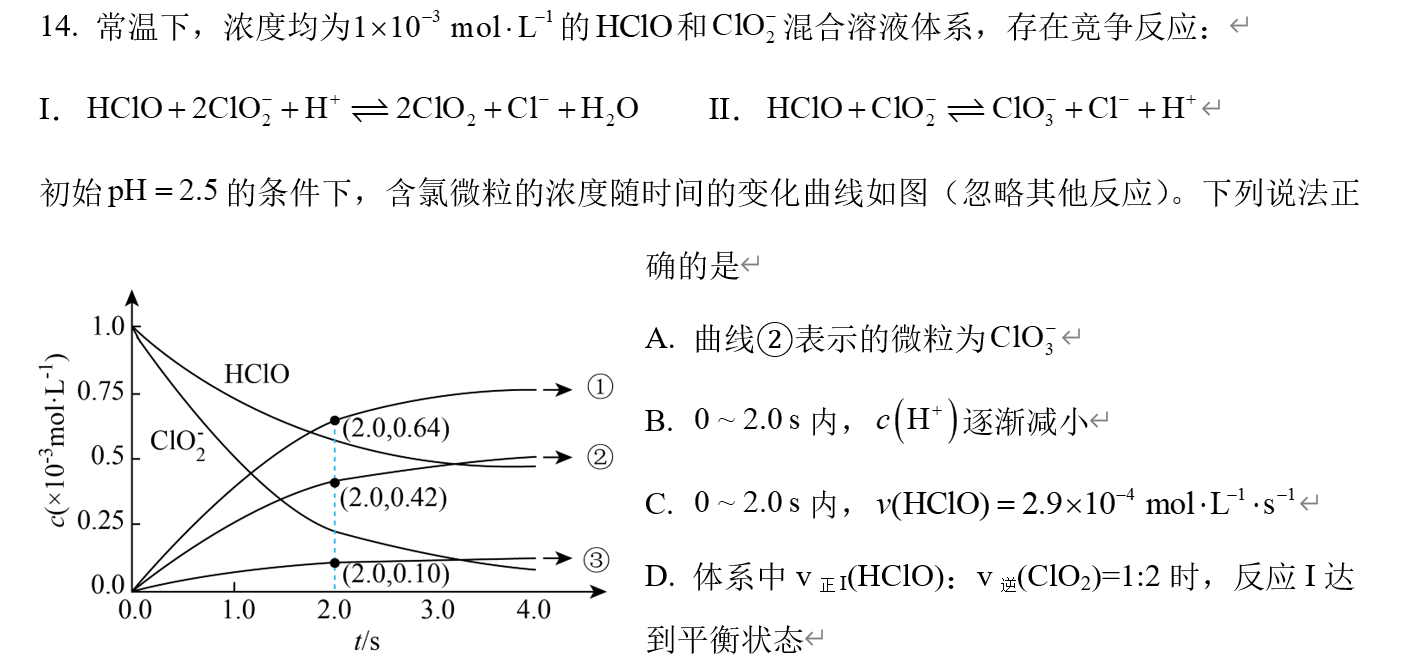 14. 常温下，浓度均为1×10⁻³ mol·L⁻¹的HClO和ClO₂⁻混合溶液体系，存在竞争反应：↵
I. HClO+2ClO₂⁻+H⁺⇌2ClO₂+Cl⁻+H₂O II. HClO+ClO₂⁻⇌ClO₃⁻+Cl⁻+H⁺↵
初始pH=2.5的条件下，含氯微粒的浓度随时间的变化曲线如图（忽略其他反应）。下列说法正
确的是↵
A. 曲线②表示的微粒为ClO₃⁻↵
B. 0~2.0 s内，c(H⁺)逐渐减小↵
C. 0~2.0 s内，v(HClO)=2.9×10⁻⁴ mol·L⁻¹·s⁻¹↵
D. 体系中v正I(HClO)：v逆(ClO₂)=1:2时，反应I达
到平衡状态↵
c(×10⁻³mol·L⁻¹)
1.0
0.75
0.5
0.25
0.0
HClO
ClO₂⁻
①
(2.0,0.64)
②
(2.0,0.42)
③
(2.0,0.10)
0.0 1.0 2.0 3.0 4.0
t/s